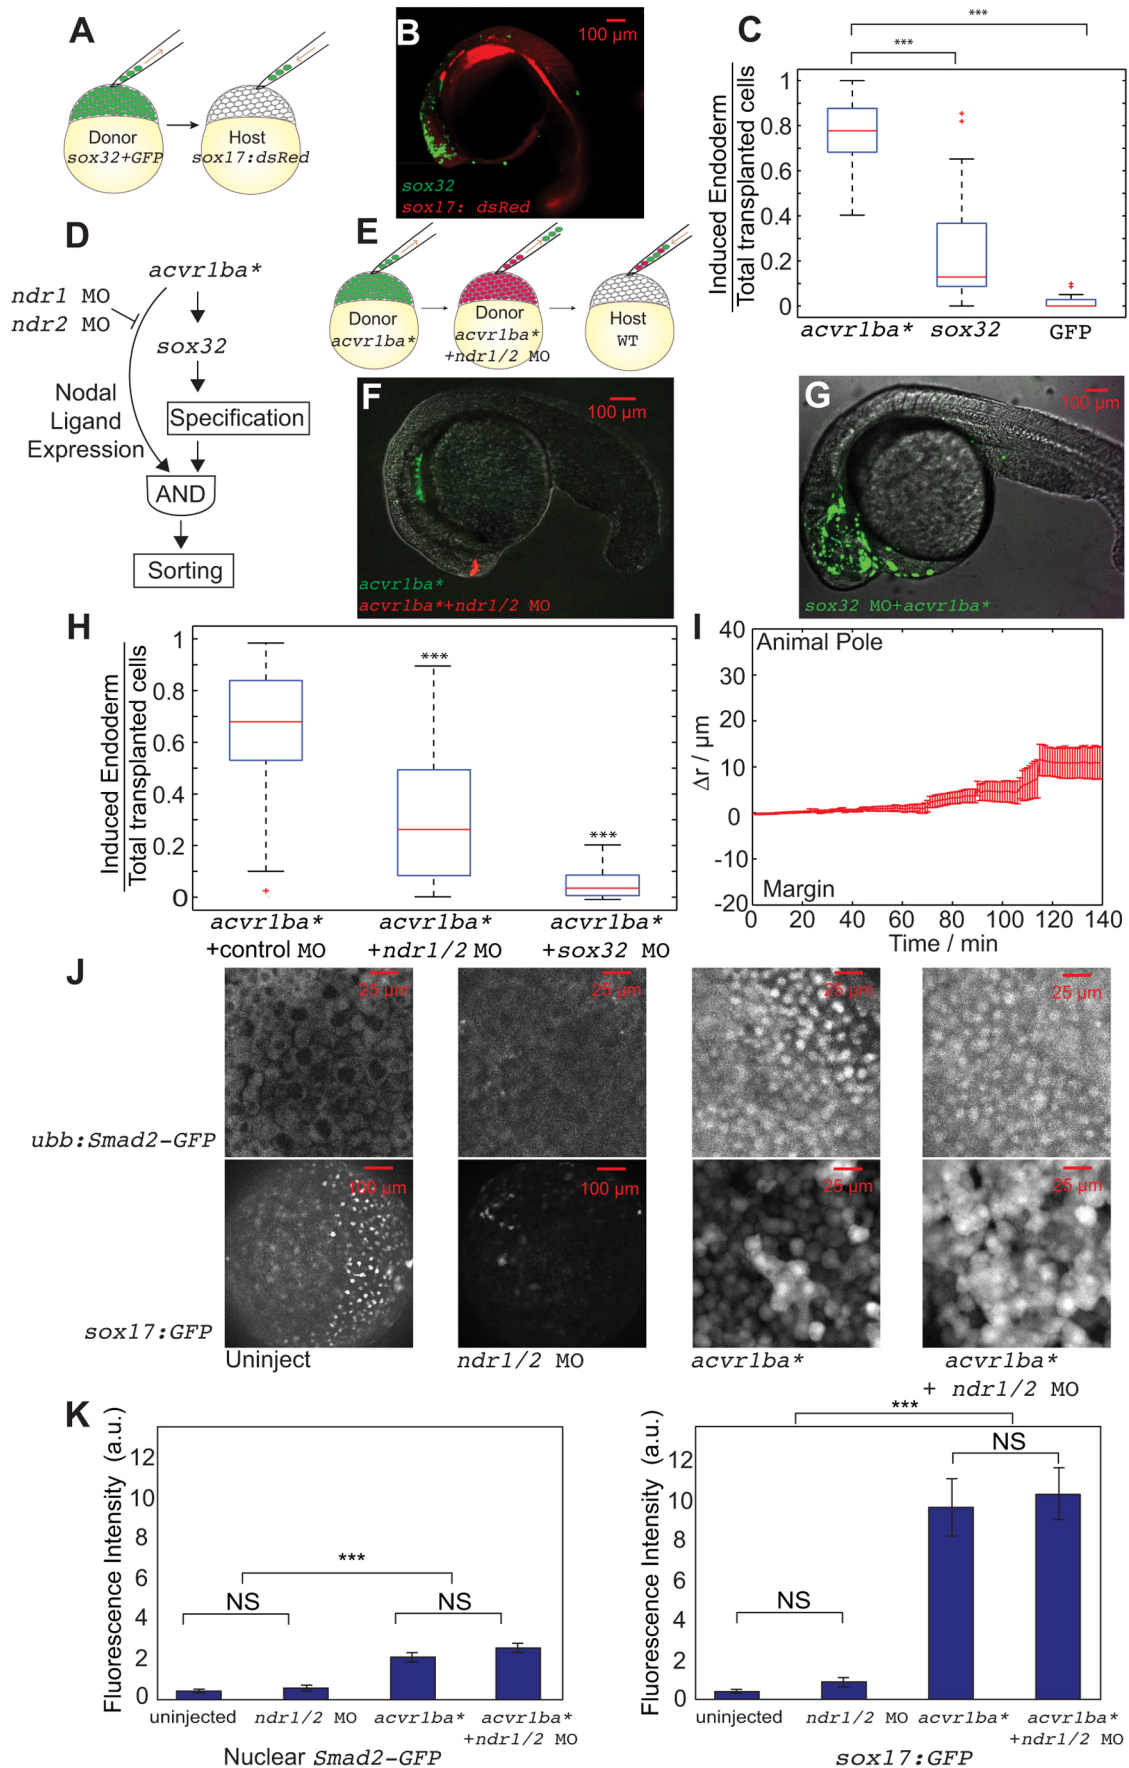 A
Donor
sox32+GFP
Host
sox17:dsRed
B
100 µm
sox32
sox17: dsRed
C
***
***
Induced Endoderm
Total transplanted cells
1
0.8
0.6
0.4
0.2
0
acvr1ba*
sox32
GFP
D
acvr1ba*
ndr1 MO
ndr2 MO
sox32
Nodal
Ligand
Expression
Specification
AND
Sorting
E
Donor
acvr1ba*
Donor
acvr1ba*
+ndr1/2 MO
Host
WT
F
100 µm
acvr1ba*
acvr1ba*+ndr1/2 MO
G
100 µm
sox32 MO+acvr1ba*
H
Induced Endoderm
Total transplanted cells
1
0.8
0.6
0.4
0.2
0
***
***
acvr1ba*
+control MO
acvr1ba*
+ndr1/2 MO
acvr1ba*
+sox32 MO
I
Animal Pole
Margin
Δr / µm
40
30
20
10
0
-10
-20
0 20 40 60 80 100 120 140
Time / min
J
25 µm
25 µm
25 µm
25 µm
ubb:Smad2-GFP
100 µm
100 µm
25 µm
25 µm
sox17:GFP
Uninject
ndr1/2 MO
acvr1ba*
acvr1ba*
+ ndr1/2 MO
K
Fluorescence Intensity (a.u.)
12
10
8
6
4
2
0
***
NS
NS
uninjected
ndr1/2 MO
acvr1ba*
acvr1ba*
+ndr1/2 MO
Nuclear Smad2-GFP
Fluorescence Intensity (a.u.)
12
10
8
6
4
2
0
***
NS
NS
uninjected
ndr1/2 MO
acvr1ba*
acvr1ba*
+ndr1/2 MO
sox17:GFP